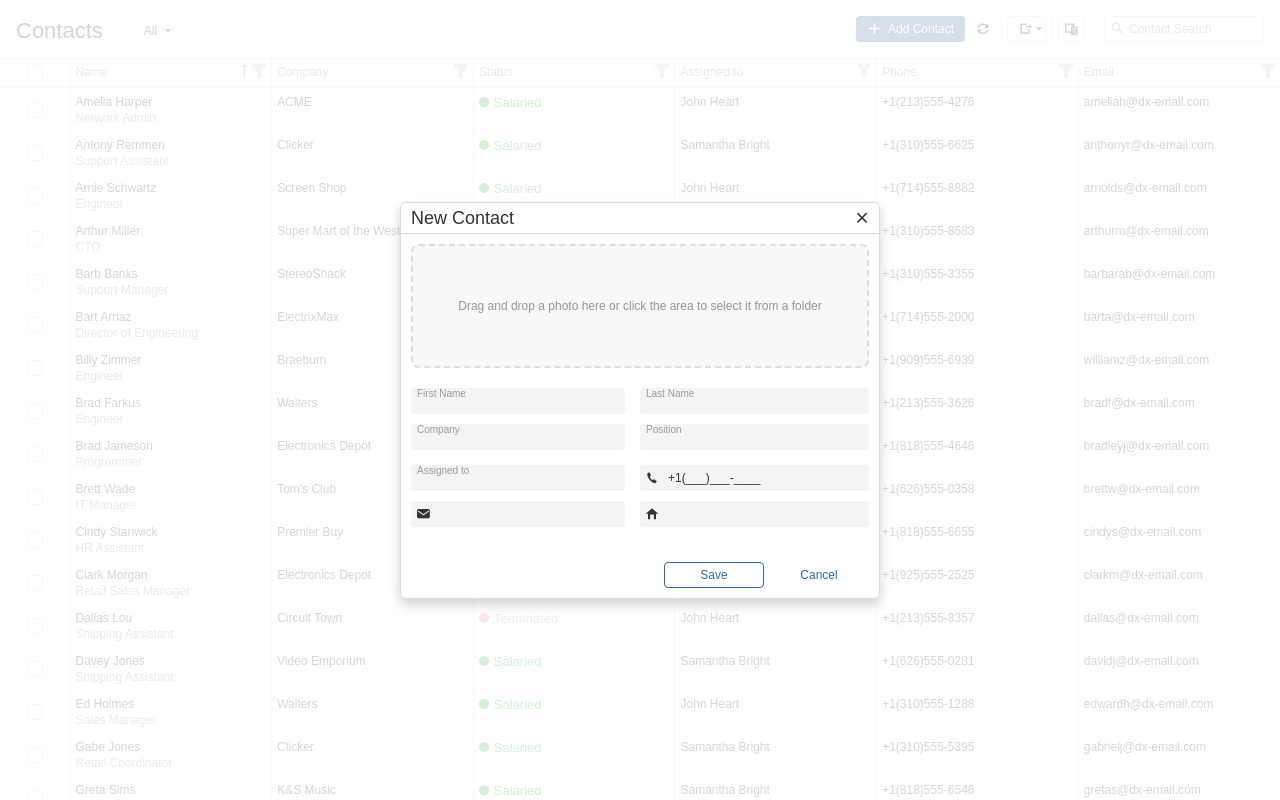 Contacts
All
Add Contact
Contact Search
Name Company Status Assigned to Phone Email
Amelia Harper ACME Salaried John Heart +1(213)555-4276 ameliah@dx-email.com
Network Admin
Antony Remmen Clicker Salaried Samantha Bright +1(310)555-6625 anthonyr@dx-email.com
Support Assistant
Arnie Schwartz Screen Shop Salaried John Heart +1(714)555-8882 arnolds@dx-email.com
Engineer
Arthur Miller Super Mart of the West +1(310)555-8583 arthurm@dx-email.com
CTO
Barb Banks StereoShack +1(310)555-3355 barbarab@dx-email.com
Support Manager
Bart Arnaz ElectrixMax +1(714)555-2000 barta@dx-email.com
Director of Engineering
Billy Zimmer Braeburn +1(909)555-6939 williamz@dx-email.com
Engineer
Brad Farkus Walters +1(213)555-3626 bradf@dx-email.com
Engineer
Brad Jameson Electronics Depot +1(818)555-4646 bradleyj@dx-email.com
Programmer
Brett Wade Tom's Club +1(626)555-0358 brettw@dx-email.com
IT Manager
Cindy Stanwick Premier Buy +1(818)555-6655 cindys@dx-email.com
HR Assistant
Clark Morgan Electronics Depot +1(925)555-2525 clarkm@dx-email.com
Retail Sales Manager
Dallas Lou Circuit Town Terminated John Heart +1(213)555-8357 dallas@dx-email.com
Shipping Assistant
Davey Jones Video Emporium Salaried Samantha Bright +1(626)555-0281 davidj@dx-email.com
Shipping Assistant
Ed Holmes Walters Salaried John Heart +1(310)555-1288 edwardh@dx-email.com
Sales Manager
Gabe Jones Clicker Salaried Samantha Bright +1(310)555-5395 gabrielj@dx-email.com
Retail Coordinator
Greta Sims K&S Music Salaried Samantha Bright +1(818)555-6546 gretas@dx-email.com
New Contact
Drag and drop a photo here or click the area to select it from a folder
First Name Last Name
Company Position
Assigned to +1(___)___-____
Save Cancel